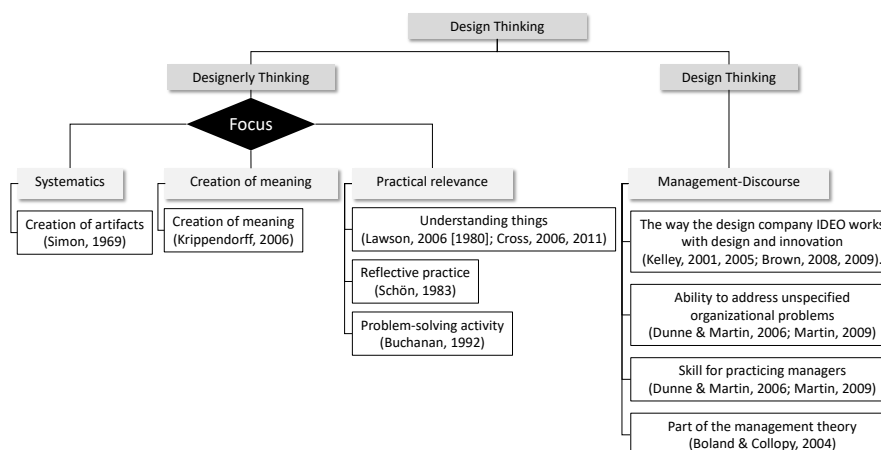 Design Thinking
Designerly Thinking
Design Thinking
Focus
Systematics
Creation of meaning
Practical relevance
Management-Discourse
Creation of artifacts
(Simon, 1969)
Creation of meaning
(Krippendorff, 2006)
Understanding things
(Lawson, 2006 [1980]; Cross, 2006, 2011)
Reflective practice
(Schön, 1983)
Problem-solving activity
(Buchanan, 1992)
The way the design company IDEO works
with design and innovation
(Kelley, 2001, 2005; Brown, 2008, 2009).
Ability to address unspecified
organizational problems
(Dunne & Martin, 2006; Martin, 2009)
Skill for practicing managers
(Dunne & Martin, 2006; Martin, 2009)
Part of the management theory
(Boland & Collopy, 2004)